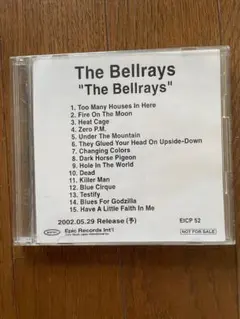 The Bellrays
"The Bellrays"
1. Too Many Houses In Here
2. Fire On The Moon
3. Heat Cage
4. Zero P.M.
5. Under The Mountain
6. They Glued Your Head On Upside-Down
7. Changing Colors
8. Dark Horse Pigeon
9. Hole In The World
10. Dead
11. Killer Man
12. Blue Cirque
13. Testify
14. Blues For Godzilla
15. Have A Little Faith In Me
2002.05.29 Release (予)
EICP 52
epic
Epic Records Int'l
NOT FOR SALE